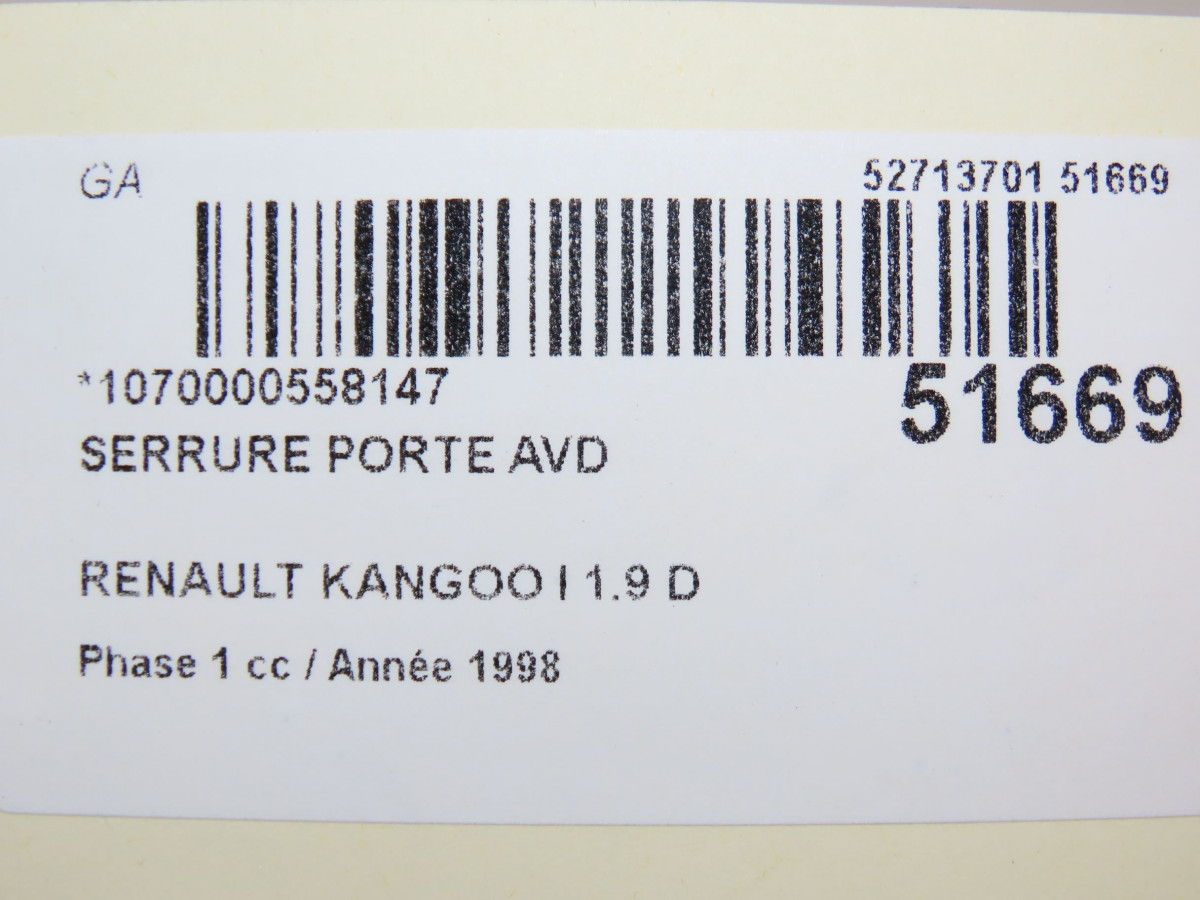 GA
52713701 51669
*1070000558147
51669
SERRURE PORTE AVD
RENAULT KANGOO I 1.9 D
Phase 1 cc / Année 1998